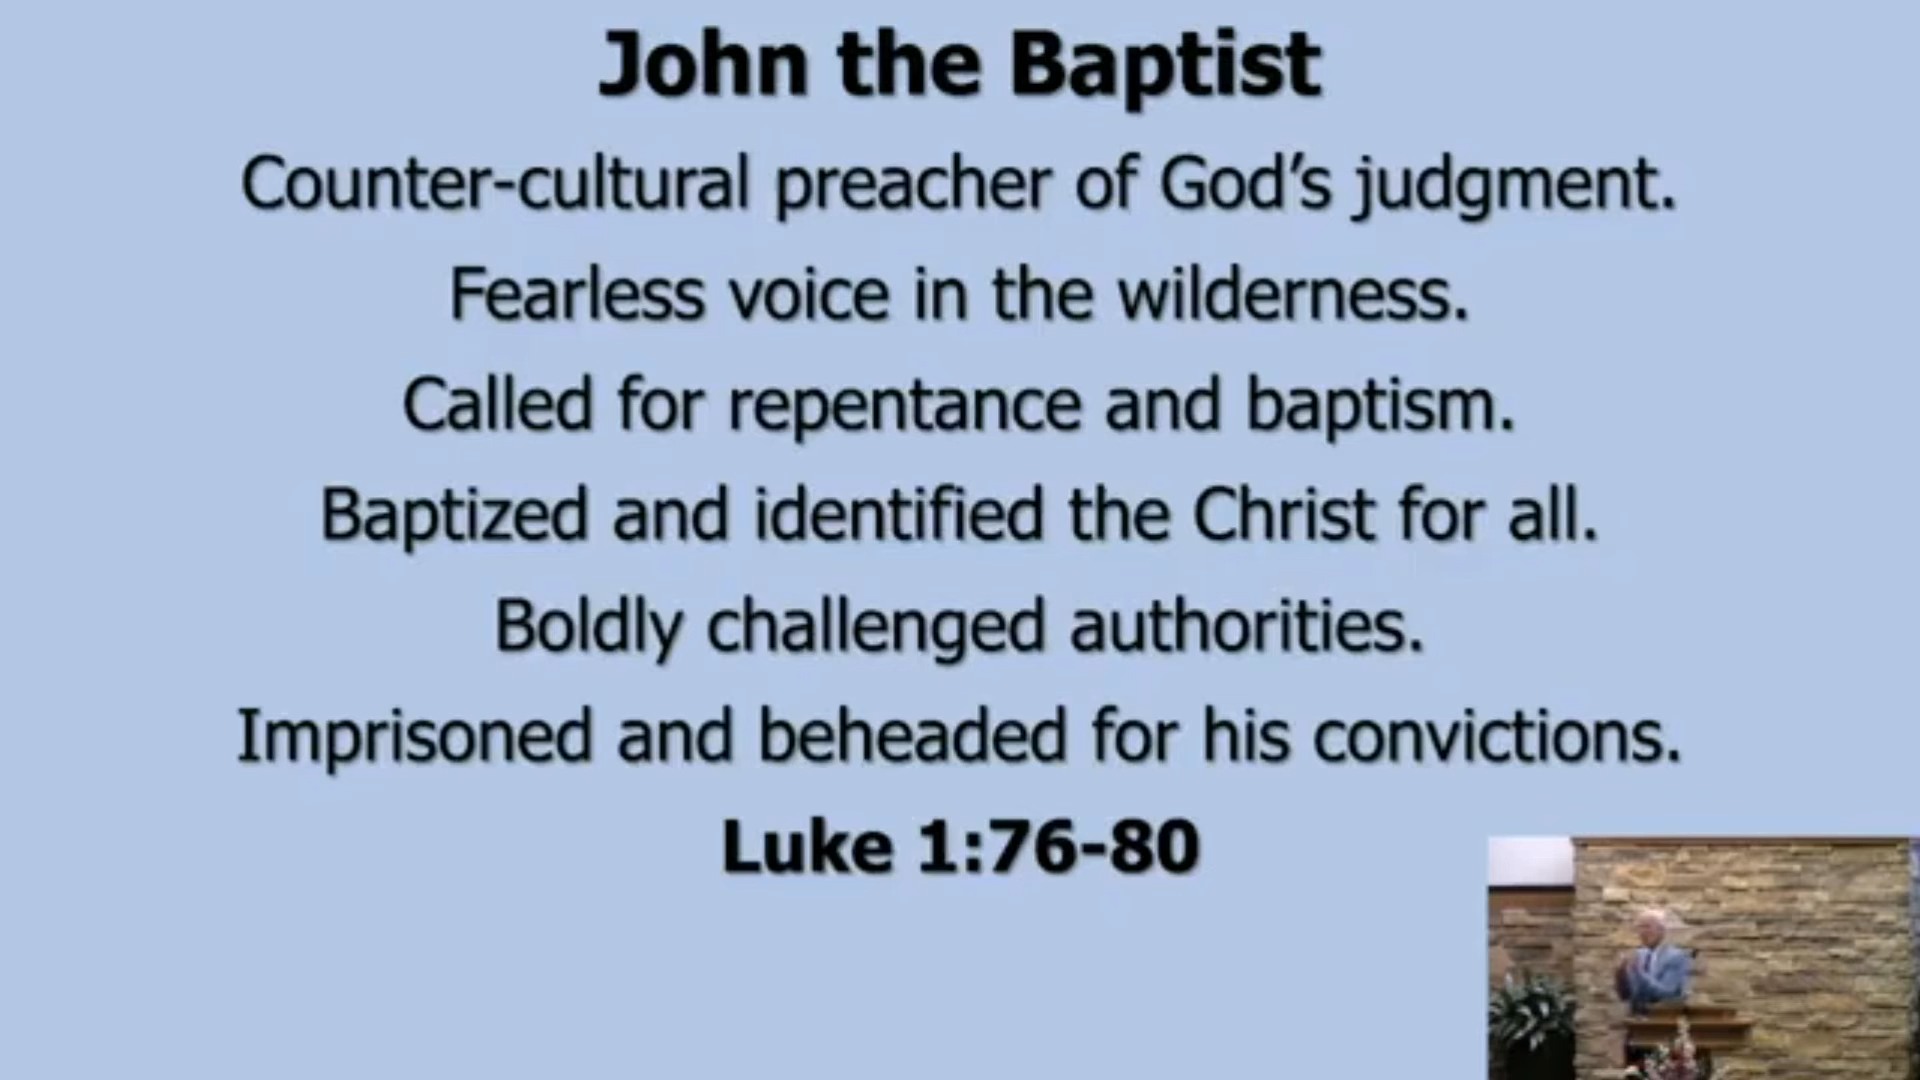 John the Baptist
Counter-cultural preacher of God’s judgment.
Fearless voice in the wilderness.
Called for repentance and baptism.
Baptized and identified the Christ for all.
Boldly challenged authorities.
Imprisoned and beheaded for his convictions.
Luke 1:76-80